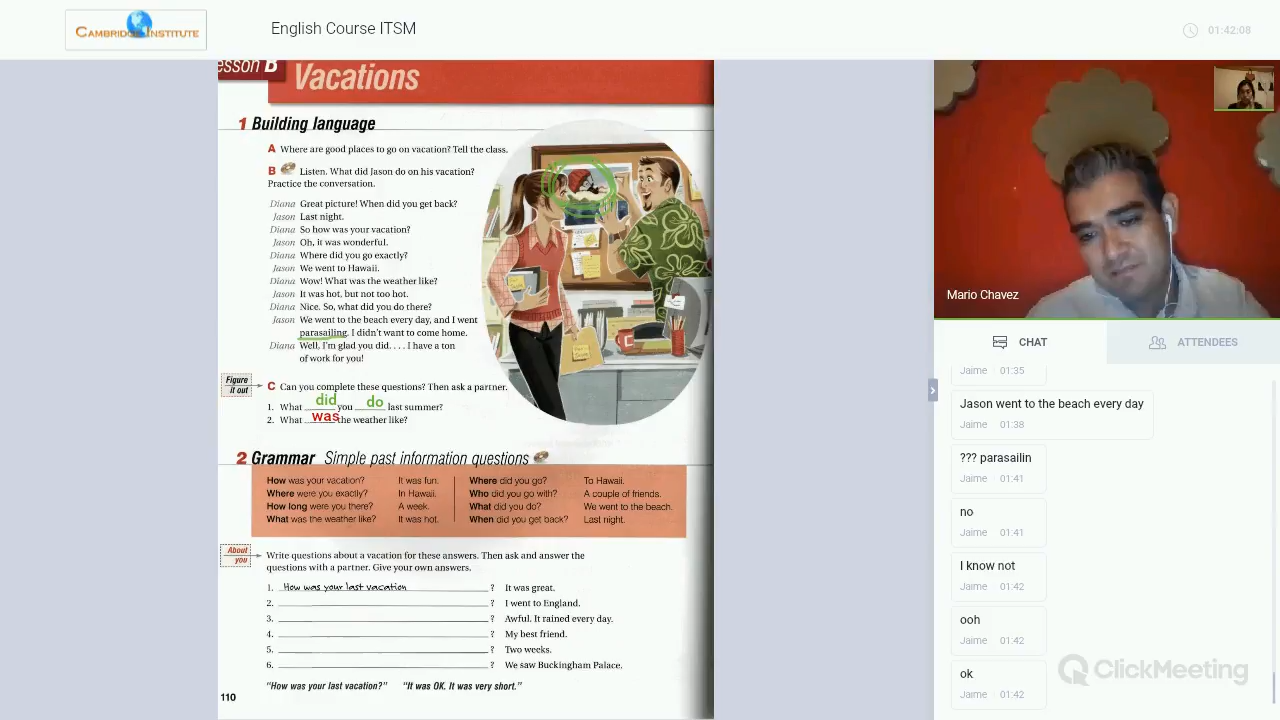 CAMBRIDGE INSTITUTE
English Course ITSM
01:42:08
esson B
Vacations
1 Building language
A Where are good places to go on vacation? Tell the class.
B Listen. What did Jason do on his vacation?
Practice the conversation.
Diana Great picture! When did you get back?
Jason Last night.
Diana So how was your vacation?
Jason Oh, it was wonderful.
Diana Where did you go exactly?
Jason We went to Hawaii.
Diana Wow! What was the weather like?
Jason It was hot, but not too hot.
Diana Nice. So, what did you do there?
Jason We went to the beach every day, and I went
parasailing. I didn't want to come home.
Diana Well, I'm glad you did. . . . I have a ton
of work for you!
Figure
it out
C Can you complete these questions? Then ask a partner.
1. What did you do last summer?
2. What was the weather like?
2 Grammar Simple past information questions
How was your vacation? It was fun. Where did you go? To Hawaii.
Where were you exactly? In Hawaii. Who did you go with? A couple of friends.
How long were you there? A week. What did you do? We went to the beach.
What was the weather like? It was hot. When did you get back? Last night.
About
you
Write questions about a vacation for these answers. Then ask and answer the
questions with a partner. Give your own answers.
1. How was your last vacation ? It was great.
2. ? I went to England.
3. ? Awful. It rained every day.
4. ? My best friend.
5. ? Two weeks.
6. ? We saw Buckingham Palace.
"How was your last vacation?" "It was OK. It was very short."
110
Mario Chavez
CHAT
ATTENDEES
Jaime 01:35
Jason went to the beach every day
Jaime 01:38
??? parasailin
Jaime 01:41
no
Jaime 01:41
I know not
Jaime 01:42
ooh
Jaime 01:42
ok
Jaime 01:42
ClickMeeting